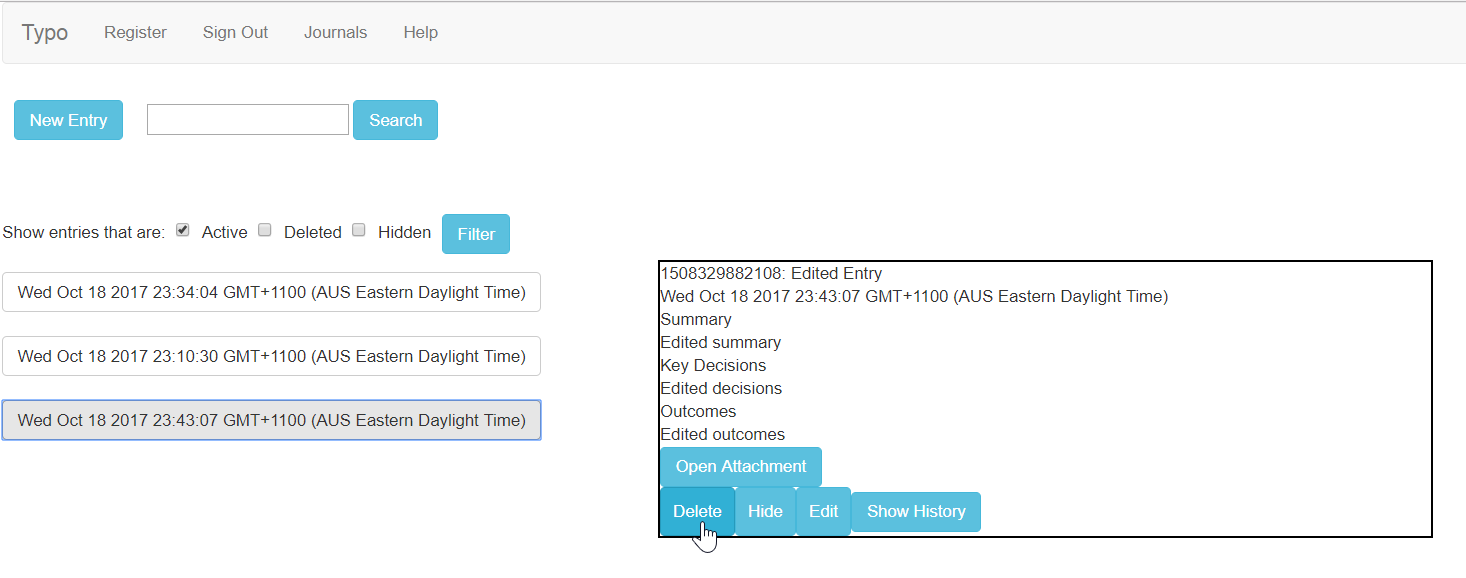 Typo Register Sign Out Journals Help
New Entry Search
Show entries that are: Active Deleted Hidden Filter
Wed Oct 18 2017 23:34:04 GMT+1100 (AUS Eastern Daylight Time)
Wed Oct 18 2017 23:10:30 GMT+1100 (AUS Eastern Daylight Time)
Wed Oct 18 2017 23:43:07 GMT+1100 (AUS Eastern Daylight Time)
1508329882108: Edited Entry
Wed Oct 18 2017 23:43:07 GMT+1100 (AUS Eastern Daylight Time)
Summary
Edited summary
Key Decisions
Edited decisions
Outcomes
Edited outcomes
Open Attachment
Delete Hide Edit Show History